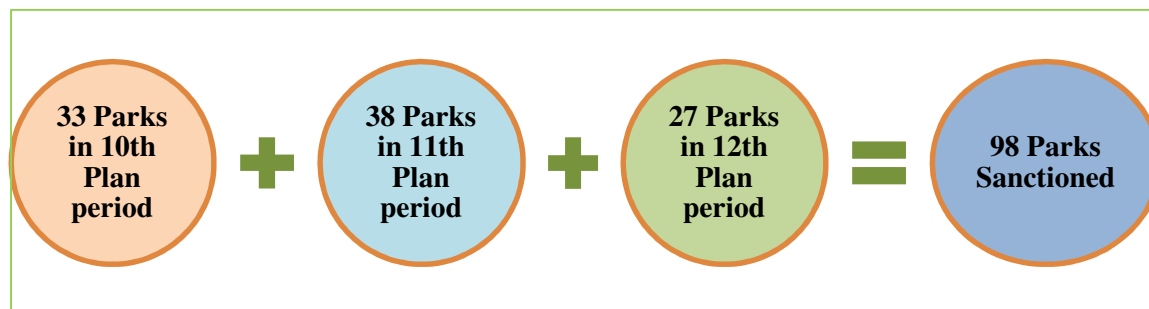 33 Parks
in 10th
Plan
period
38 Parks
in 11th
Plan
period
27 Parks
in 12th
Plan
period
98 Parks
Sanctioned